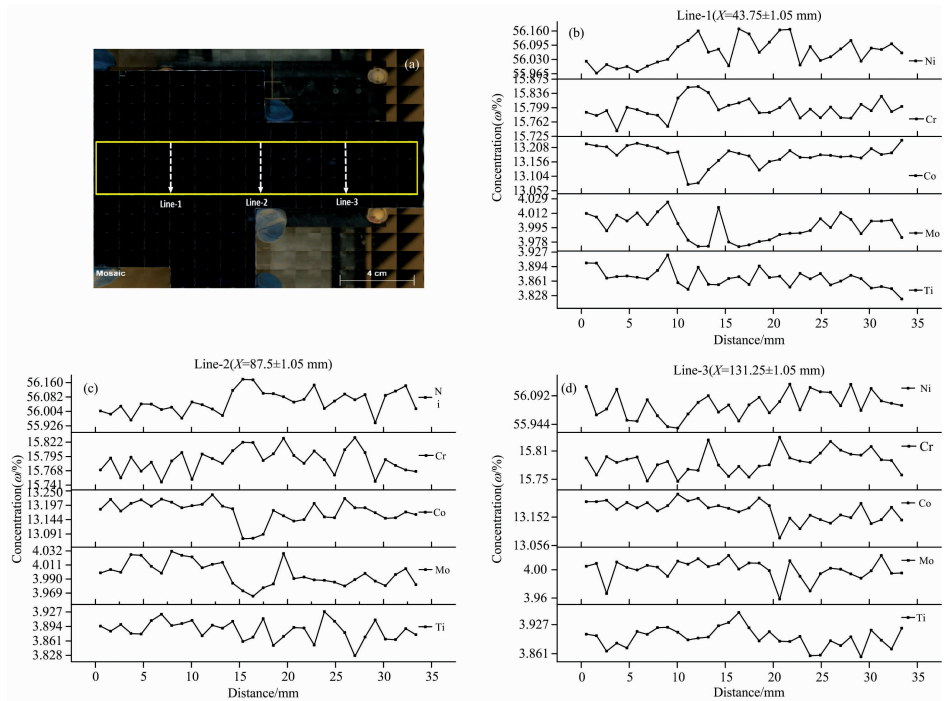 (a)
Line-1
Line-2
Line-3
Mosaic
4 cm
Line-1(X=43.75±1.05 mm)
(b)
56.160
56.095
56.030
55.965
Ni
15.873
15.836
15.799
15.762
15.725
Cr
13.208
13.156
13.104
13.052
Co
4.029
4.012
3.978
Mo
3.927
3.894
3.861
3.828
Ti
Concentration(ω/%)
0 5 10 15 20 25 30 35
Distance/mm
Line-2(X=87.5±1.05 mm)
(c)
56.160
56.082
56.004
55.926
N
i
15.822
15.795
15.768
15.741
Cr
13.250
13.197
13.144
13.091
Co
4.032
4.011
3.990
3.969
Mo
3.927
3.894
3.861
3.828
Ti
Concentration(ω/%)
0 5 10 15 20 25 30 35
Distance/mm
Line-3(X=131.25±1.05 mm)
(d)
56.092
55.944
Ni
15.81
15.75
Cr
13.152
13.056
Co
4.00
3.96
Mo
3.927
3.861
Ti
Concentration(ω/%)
0 5 10 15 20 25 30 35
Distance/mm